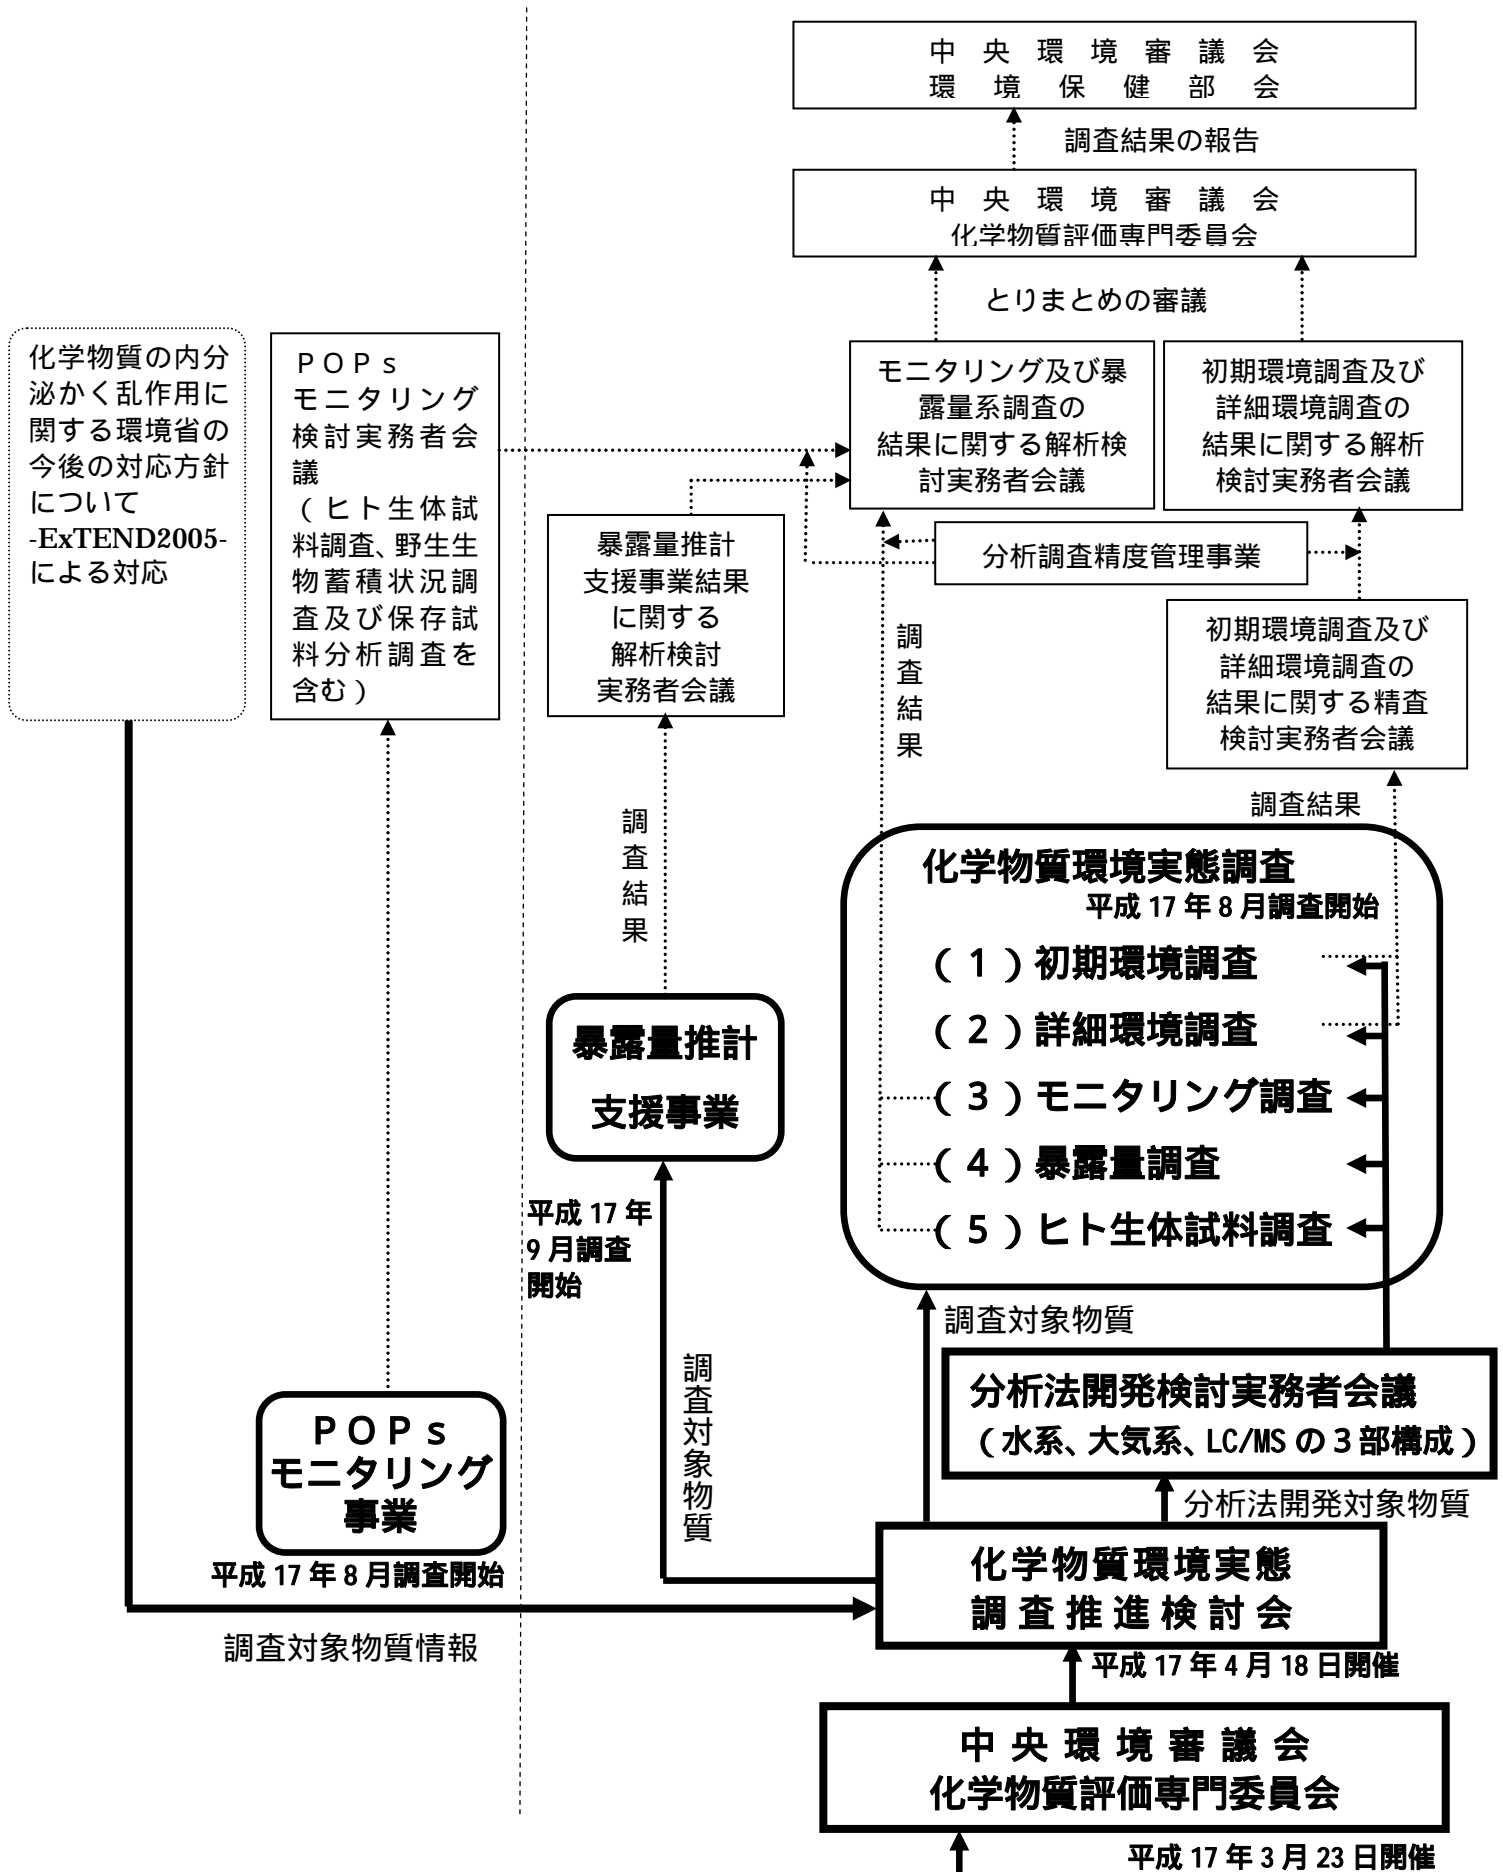 中央環境審議会
環境保健部会
調査結果の報告
中央環境審議会
化学物質評価専門委員会
とりまとめの審議
化学物質の内分
泌かく乱作用に
関する環境省の
今後の対応方針
について
-ExTEND2005-
による対応
ＰＯＰｓ
モニタリング
検討実務者会
議
（ヒト生体試
料調査、野生生
物蓄積状況調
査及び保存試
料分析調査を
含む）
モニタリング及び暴
露量系調査の
結果に関する解析検
討実務者会議
初期環境調査及び
詳細環境調査の
結果に関する解析
検討実務者会議
暴露量推計
支援事業結果
に関する
解析検討
実務者会議
分析調査精度管理事業
初期環境調査及び
詳細環境調査の
結果に関する精査
検討実務者会議
調査結果
調査結果
調査結果
化学物質環境実態調査
平成17年8月調査開始
（１）初期環境調査
（２）詳細環境調査
（３）モニタリング調査
（４）暴露量調査
（５）ヒト生体試料調査
暴露量推計
支援事業
平成17年
9月調査
開始
調査対象物質
調査対象物質
分析法開発検討実務者会議
（水系、大気系、LC/MSの３部構成）
分析法開発対象物質
ＰＯＰｓ
モニタリング
事業
平成17年8月調査開始
化学物質環境実態
調査推進検討会
調査対象物質情報
平成17年4月18日開催
中央環境審議会
化学物質評価専門委員会
平成17年3月23日開催